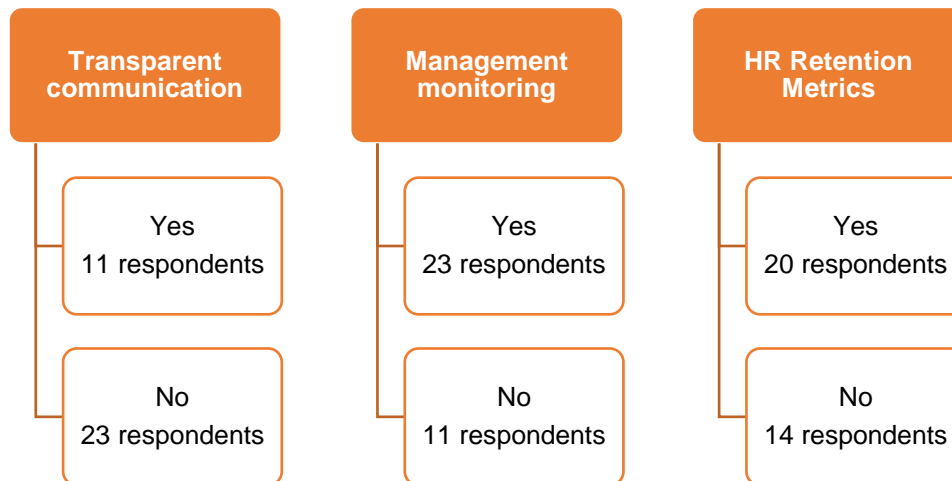 Transparent
communication
Yes
11 respondents
No
23 respondents
Management
monitoring
Yes
23 respondents
No
11 respondents
HR Retention
Metrics
Yes
20 respondents
No
14 respondents